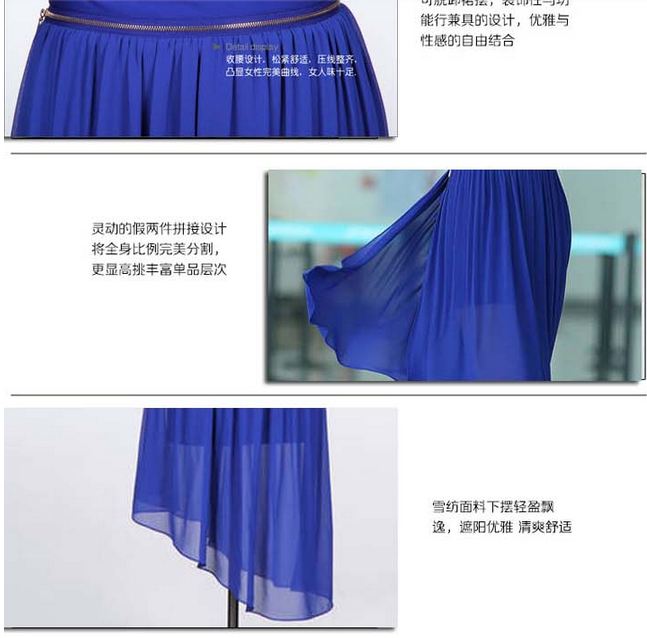 可脱卸裙摆，装饰性与功
能行兼具的设计，优雅与
性感的自由结合
Detail display
收腰设计，松紧舒适，压线整齐，
凸显女性完美曲线，女人味十足。
灵动的假两件拼接设计
将全身比例完美分割，
更显高挑丰富单品层次
雪纺面料下摆轻盈飘
逸，遮阳优雅 清爽舒适